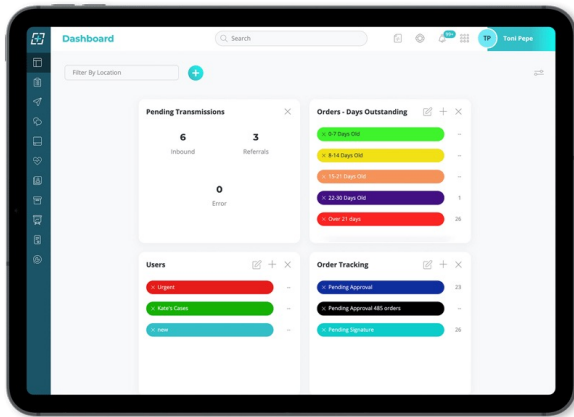 Dashboard
Search
99+
TP
Toni Pepe
Filter By Location
Pending Transmissions
6
3
Inbound
Referrals
0
Error
Orders - Days Outstanding
× 0-7 Days Old --
× 8-14 Days Old --
× 15-21 Days Old --
× 22-30 Days Old 1
× Over 21 days 26
Users
× Urgent --
× Kate's Cases --
× new --
Order Tracking
× Pending Approval 23
× Pending Approval 485 orders --
× Pending Signature 26